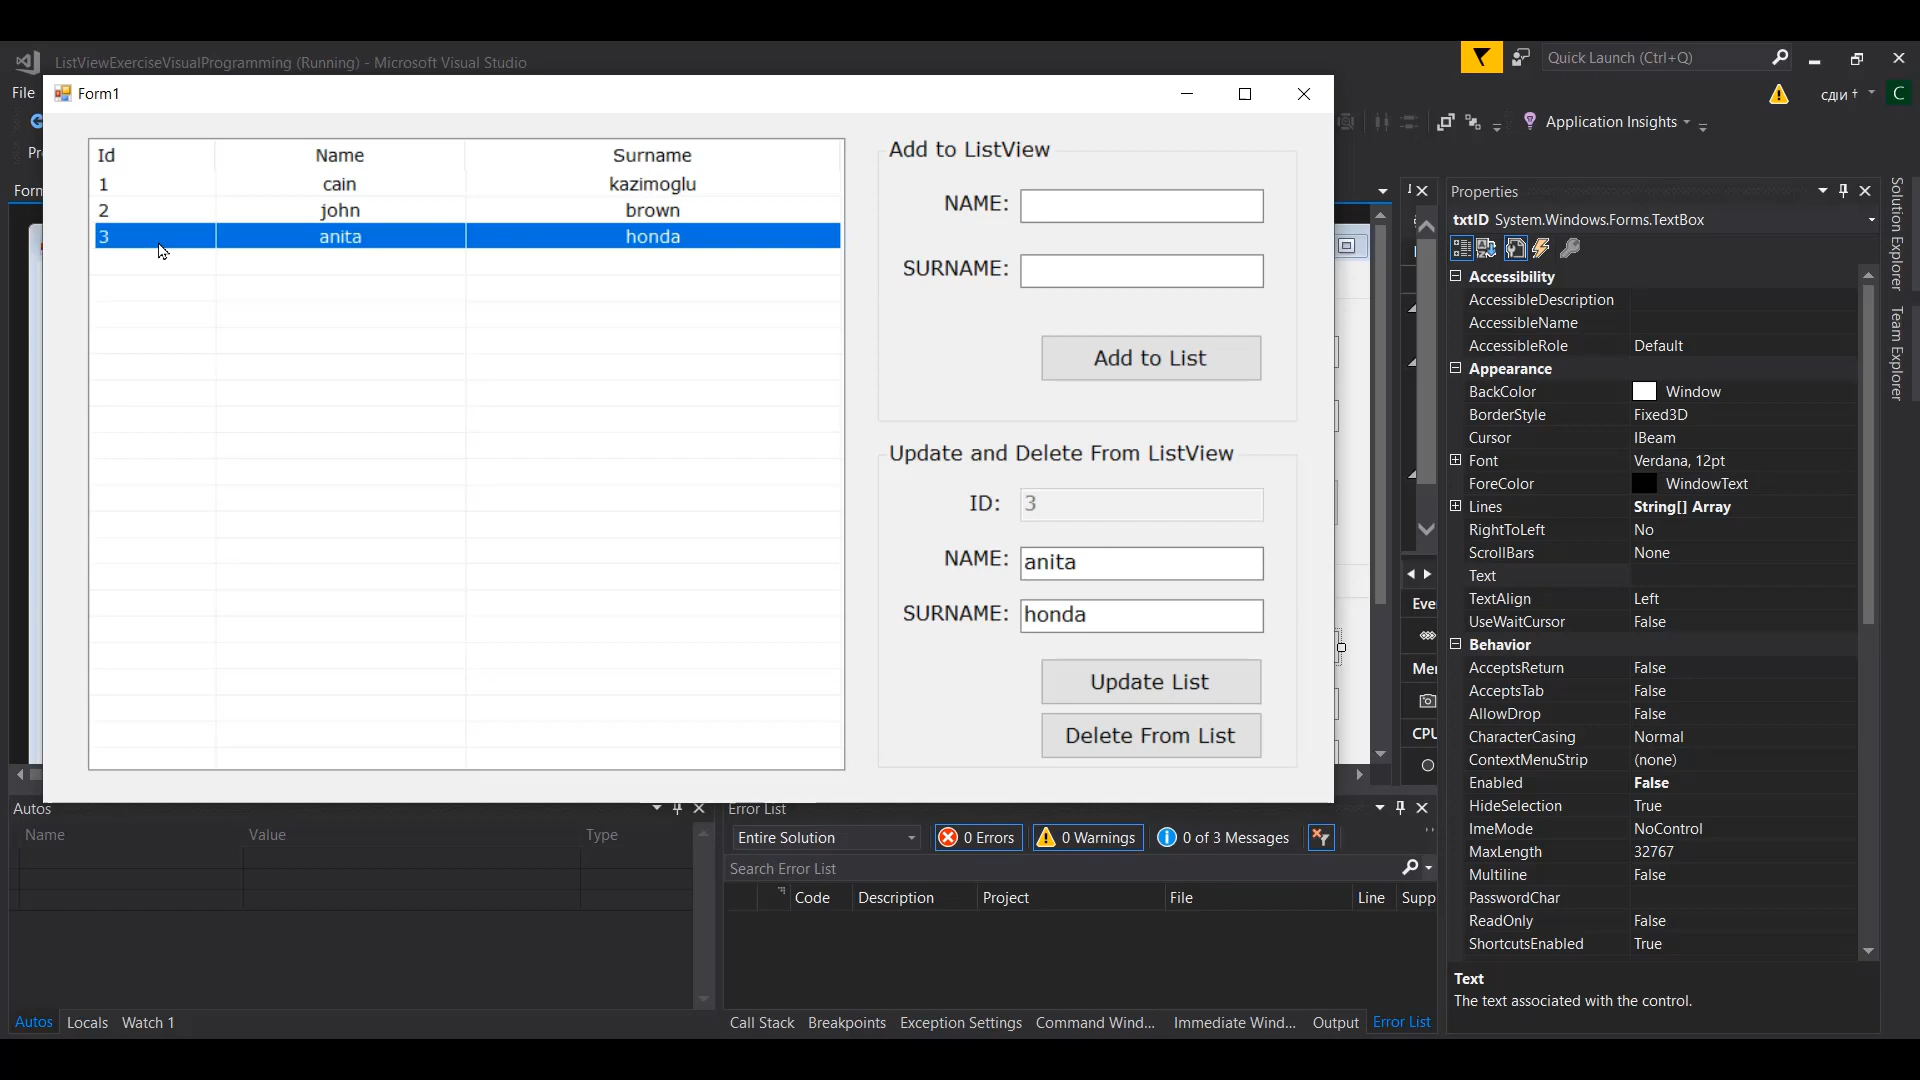 ListViewExerciseVisualProgramming (Running) - Microsoft Visual Studio
Quick Launch (Ctrl+Q)
File
Form1
Application Insights
C
Id Name Surname
1 cain kazimoglu
2 john brown
3 anita honda
Add to ListView
NAME:
SURNAME:
Add to List
Update and Delete From ListView
ID: 3
NAME: anita
SURNAME: honda
Update List
Delete From List
Properties
txtID System.Windows.Forms.TextBox
Accessibility
AccessibleDescription
AccessibleName
AccessibleRole Default
Appearance
BackColor Window
BorderStyle Fixed3D
Cursor IBeam
Font Verdana, 12pt
ForeColor WindowText
Lines String[] Array
RightToLeft No
ScrollBars None
Text
TextAlign Left
UseWaitCursor False
Behavior
AcceptsReturn False
AcceptsTab False
AllowDrop False
CharacterCasing Normal
ContextMenuStrip (none)
Enabled False
HideSelection True
ImeMode NoControl
MaxLength 32767
Multiline False
PasswordChar
ReadOnly False
ShortcutsEnabled True
Text
The text associated with the control.
Solution Explorer
Team Explorer
Form
Pr
Eve
Mer
CPU
Autos
Name Value Type
Autos Locals Watch 1
Error List
Entire Solution 0 Errors 0 Warnings 0 of 3 Messages
Search Error List
Code Description Project File Line Supp
Call Stack Breakpoints Exception Settings Command Wind... Immediate Wind... Output Error List